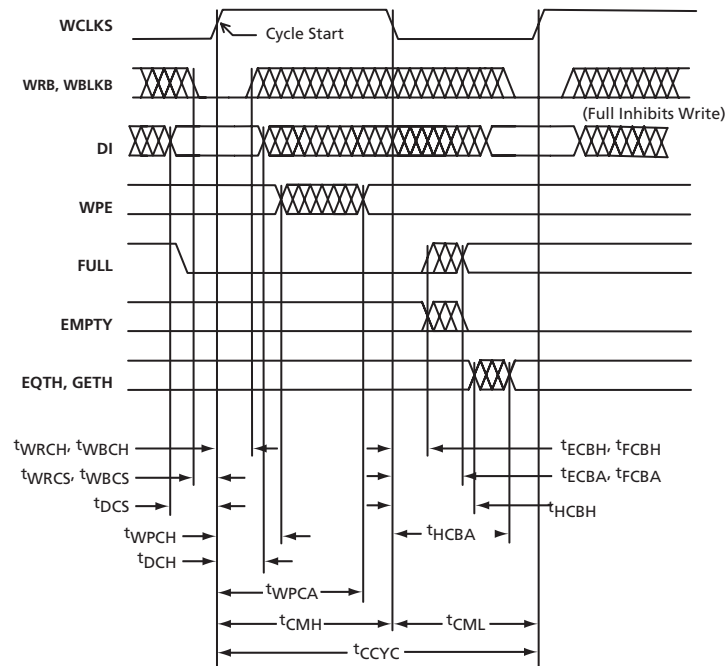 WCLKS
Cycle Start
WRB, WBLKB
(Full Inhibits Write)
DI
WPE
FULL
EMPTY
EQTH, GETH
tWRCH, tWBCH
tECBH, tFCBH
tWRCS, tWBCS
tECBA, tFCBA
tDCS
tHCBH
tWPCH
tHCBA
tDCH
tWPCA
tCMH
tCML
tCCYC